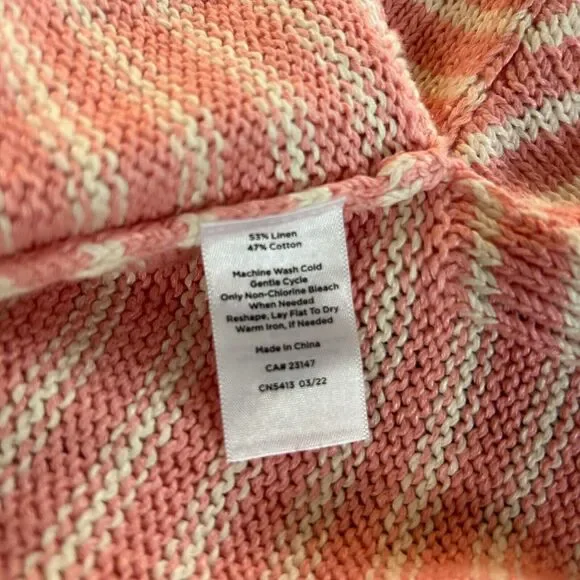 53% Linen
47% Cotton
Machine Wash Cold
Gentle Cycle
Only Non-Chlorine Bleach
When Needed
Reshape, Lay Flat To Dry
Warm Iron, If Needed
Made in China
CA# 23147
CN5413 03/22